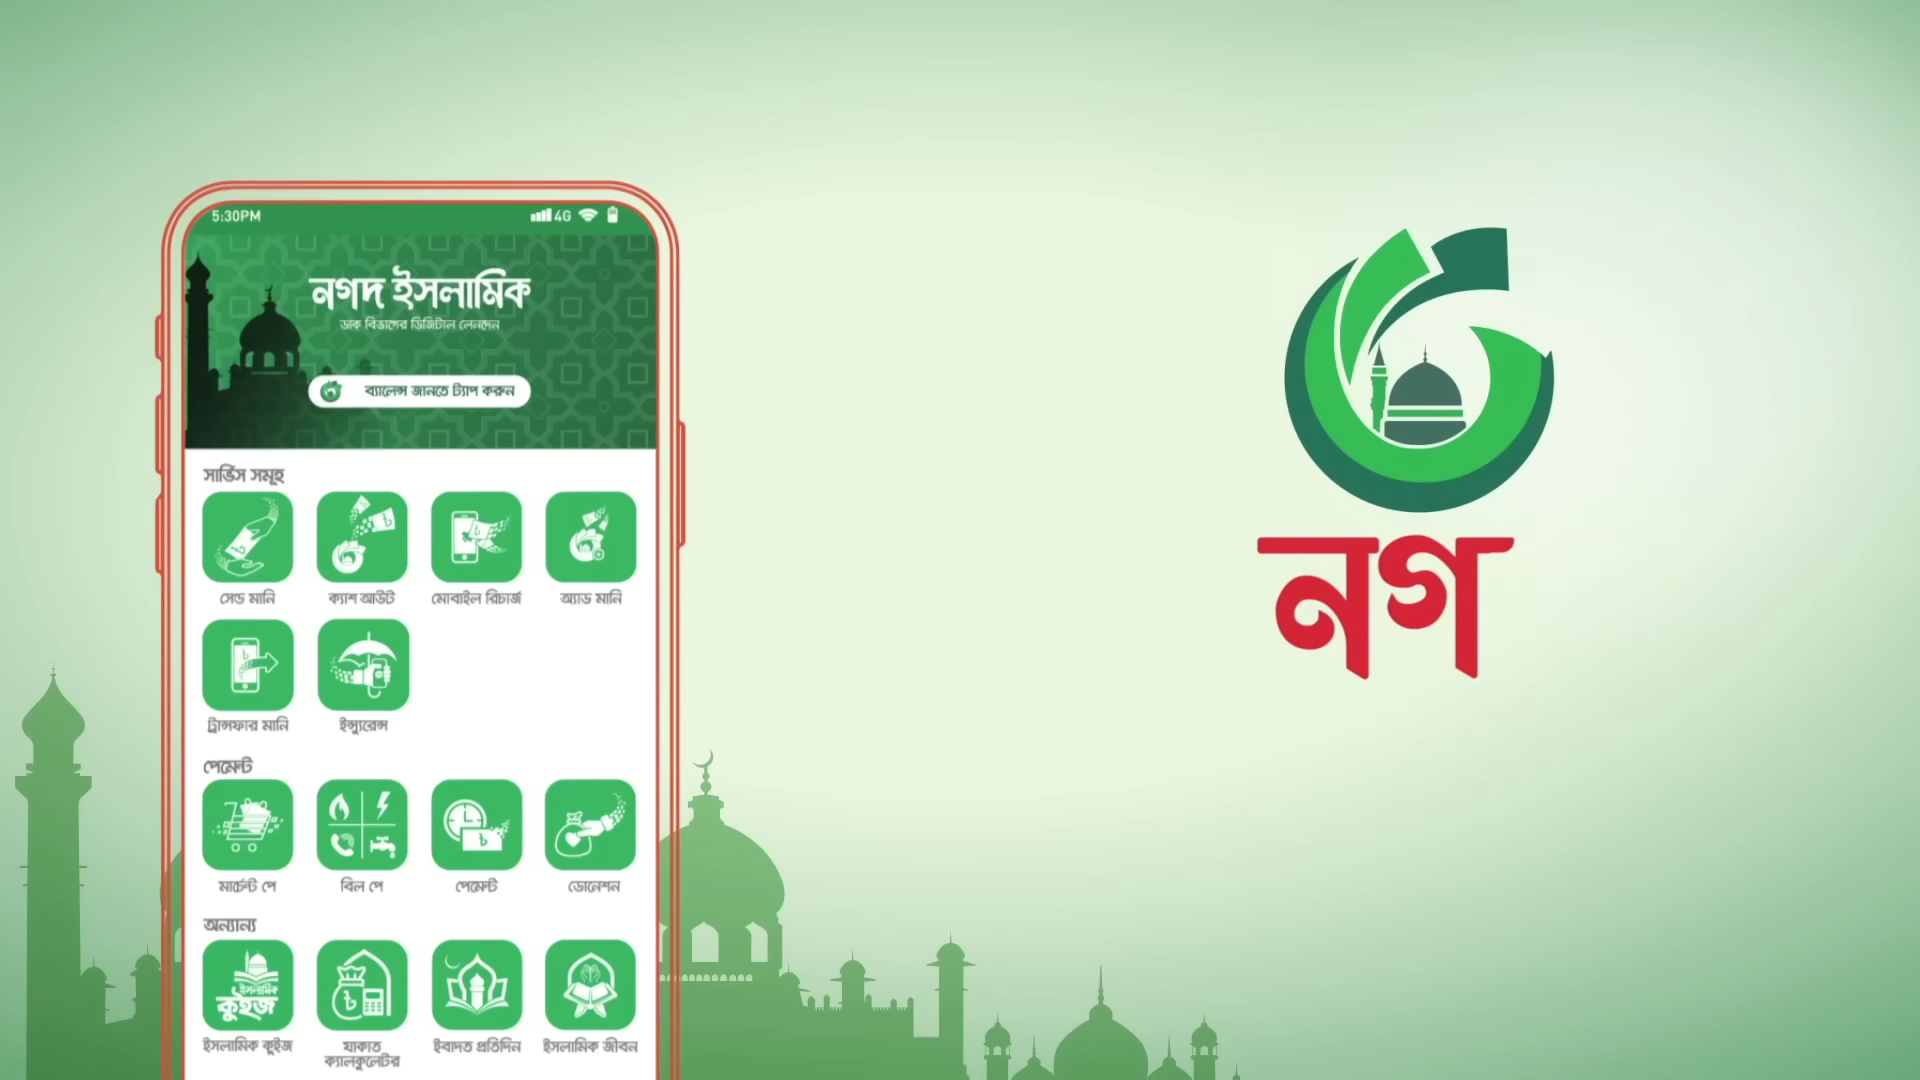 5:30PM 4G
নগদ ইসলামিক
ডাক বিভাগের ডিজিটাল লেনদেন
ব্যালেন্স জানতে ট্যাপ করুন
সার্ভিস সমূহ
সেন্ড মানি ক্যাশ আউট মোবাইল রিচার্জ অ্যাড মানি
ট্রান্সফার মানি ইন্স্যুরেন্স
পেমেন্ট
মার্চেন্ট পে বিল পে পেমেন্ট ডোনেশন
অন্যান্য
ইসলামিক
কুইজ
ইসলামিক কুইজ যাকাত ইবাদত প্রতিদিন ইসলামিক জীবন
ক্যালকুলেটর
নগ